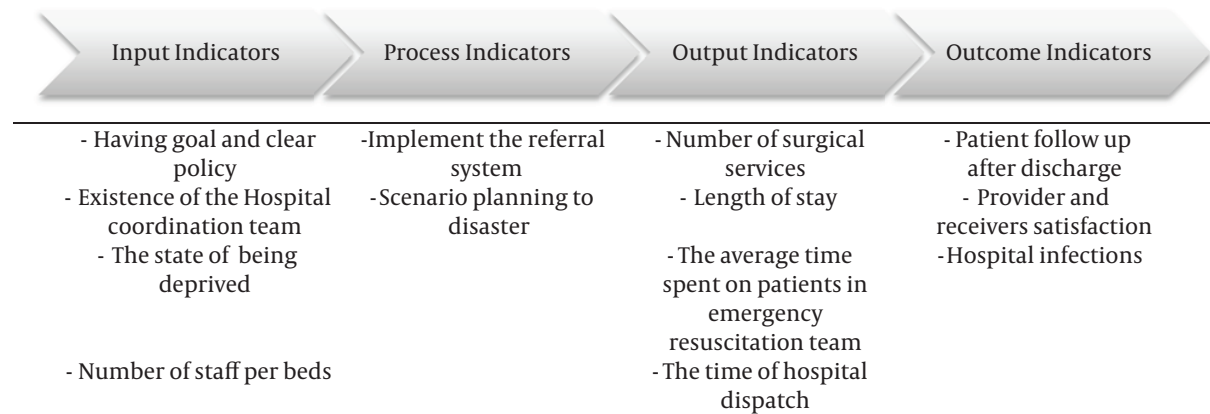 Input Indicators
Process Indicators
Output Indicators
Outcome Indicators
- Having goal and clear
policy
- Existence of the Hospital
coordination team
- The state of being
deprived
- Number of staff per beds
-Implement the referral
system
-Scenario planning to
disaster
- Number of surgical
services
- Length of stay
- The average time
spent on patients in
emergency
resuscitation team
- The time of hospital
dispatch
- Patient follow up
after discharge
- Provider and
receivers satisfaction
-Hospital infections